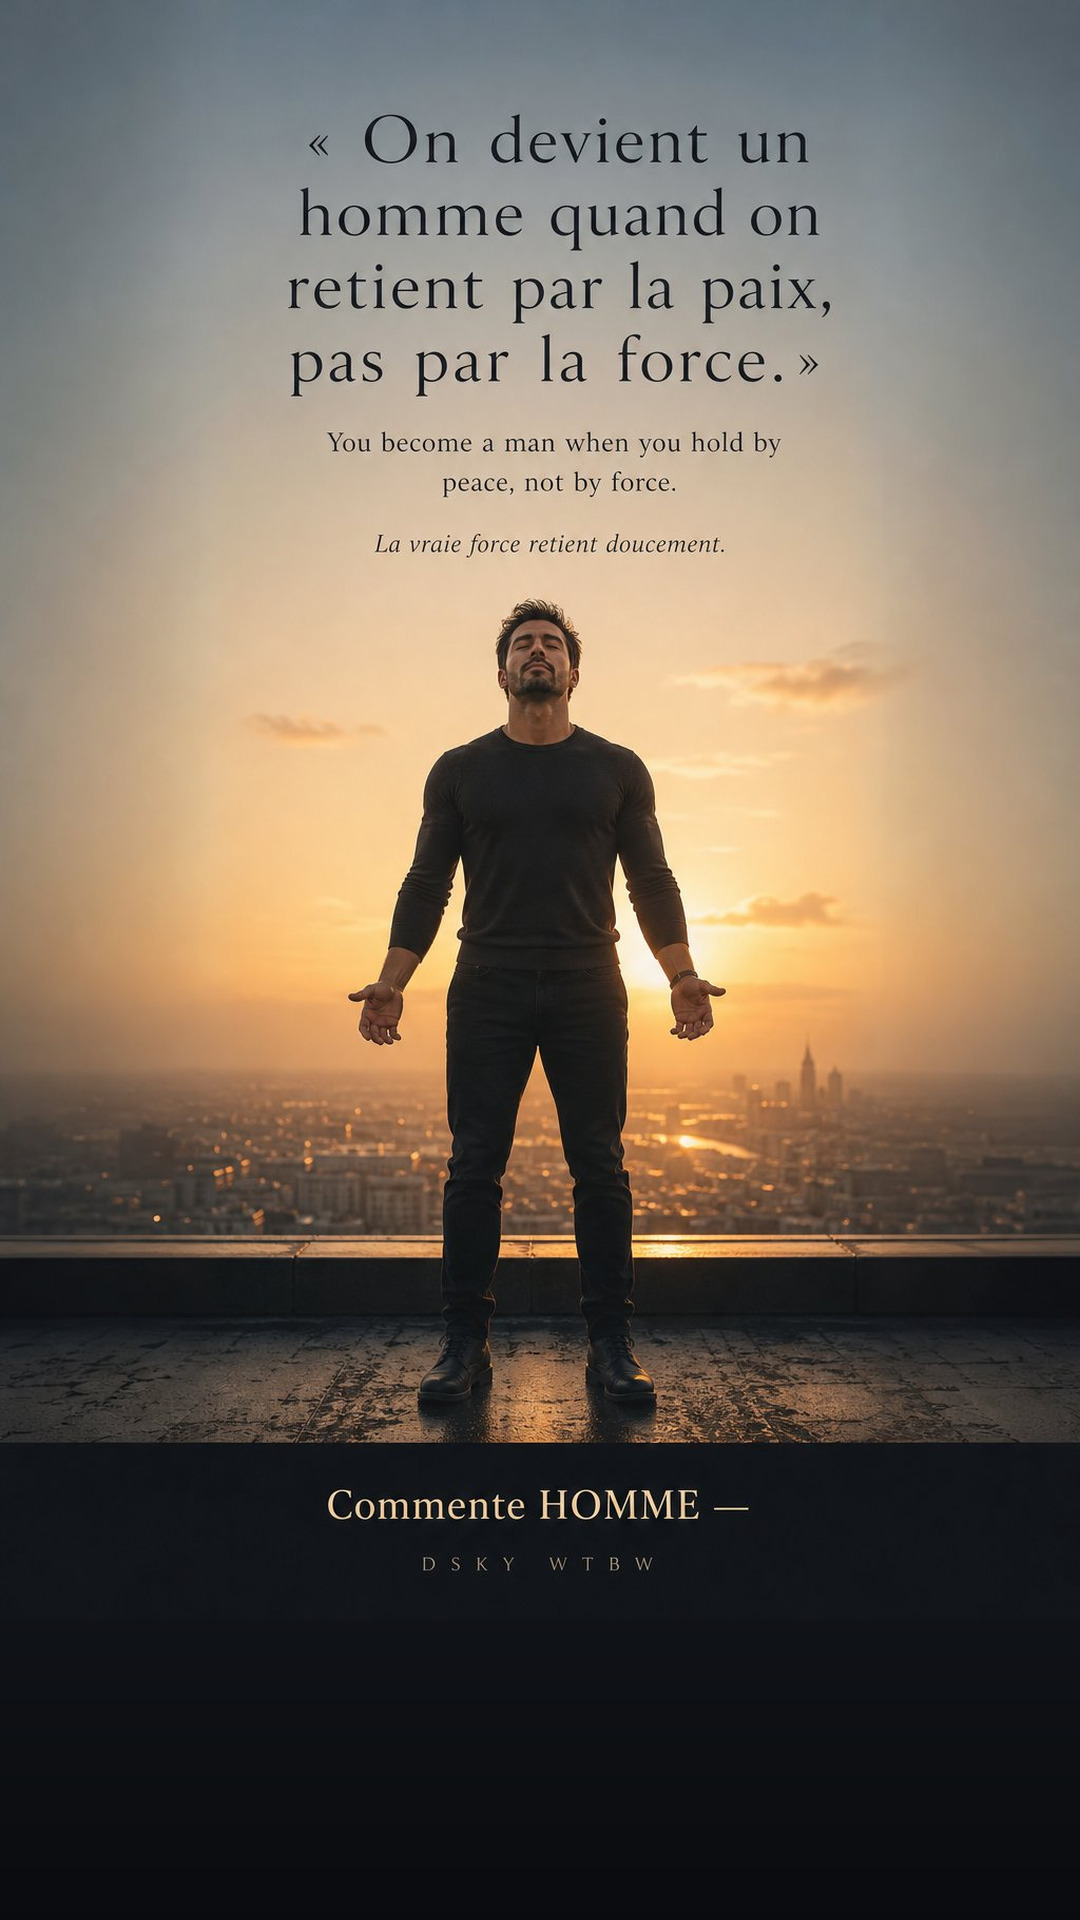 « On devient un
homme quand on
retient par la paix,
pas par la force. »
You become a man when you hold by
peace, not by force.
La vraie force retient doucement.
Commente HOMME —
DSKY WTBW